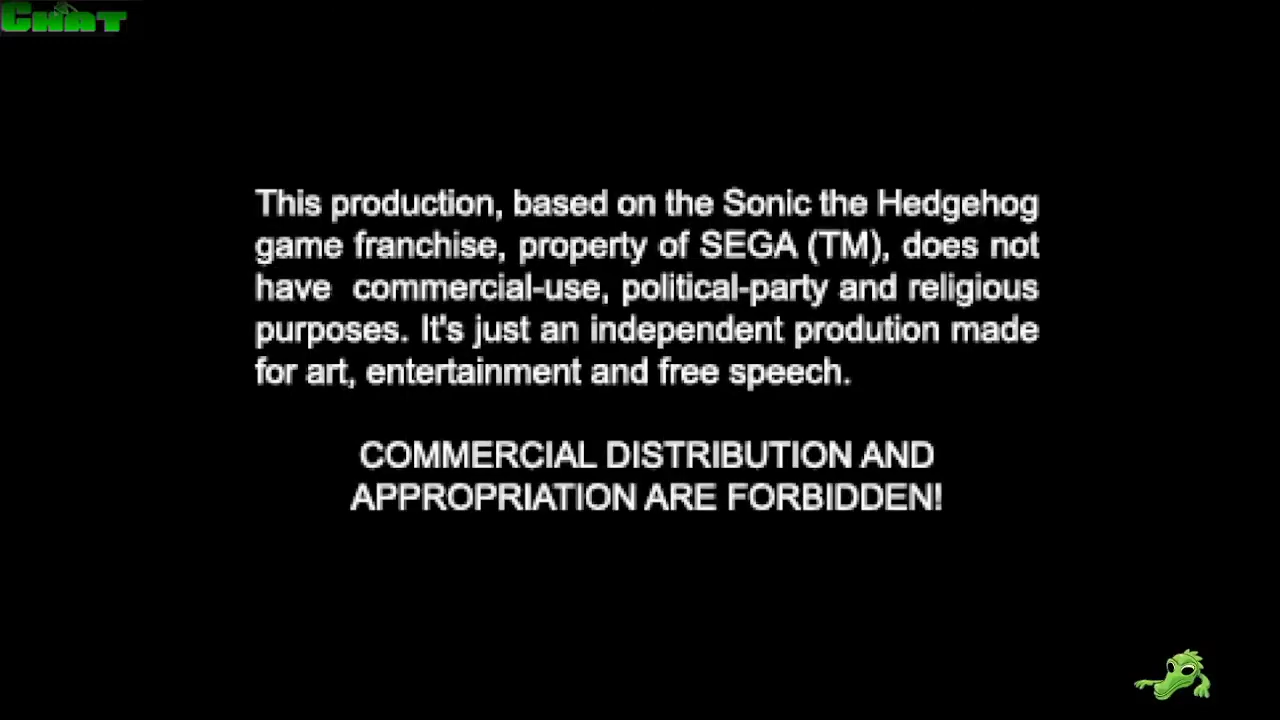 CHAT
This production, based on the Sonic the Hedgehog
game franchise, property of SEGA (TM), does not
have commercial-use, political-party and religious
purposes. It's just an independent prodution made
for art, entertainment and free speech.
COMMERCIAL DISTRIBUTION AND
APPROPRIATION ARE FORBIDDEN!